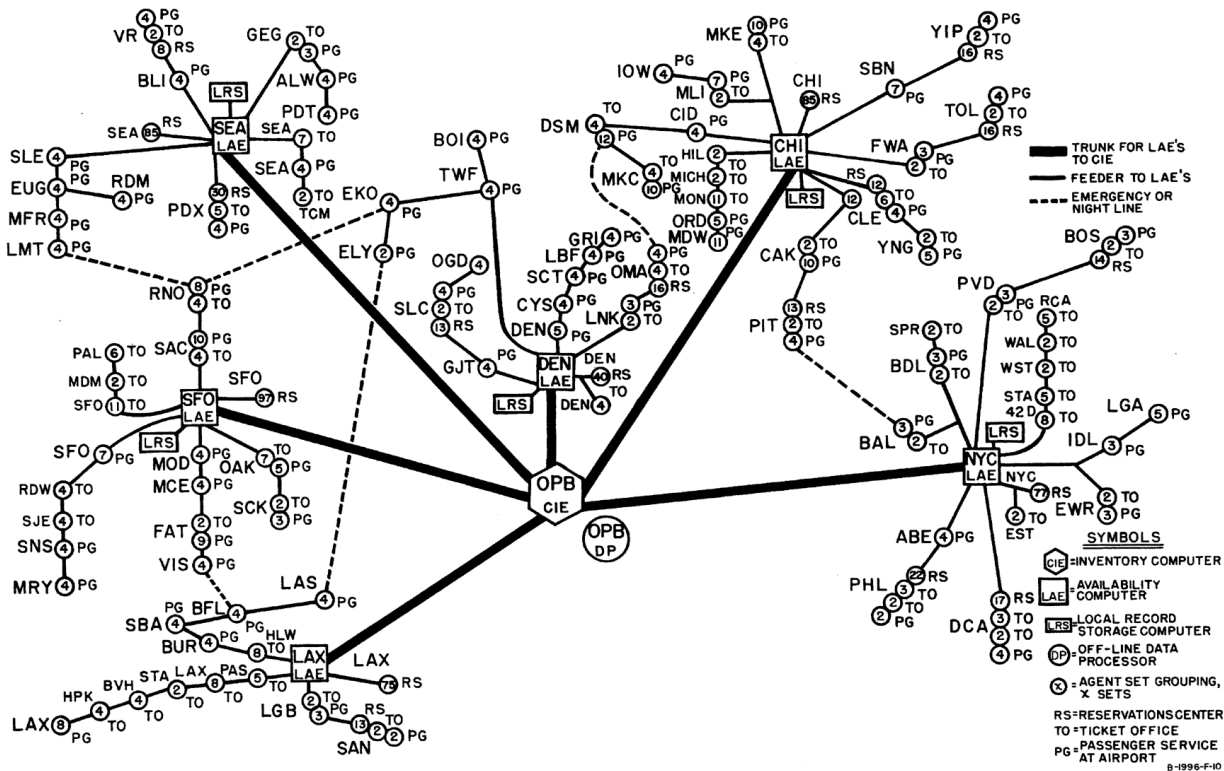 VR
4 PG
2 TO
8 RS
BLI
4 PG
GEG
2 TO
3 PG
ALW
4 PG
PDT
4 PG
LRS
SEA
LAE
SEA
85 RS
SEA
7 TO
SEA
4 PG
2 TO
TCM
SLE
4 PG
EUG
4 PG
PG
RDM
4 PG
MFR
4 PG
LMT
4 PG
PDX
30 RS
5 TO
4 PG
BOI
4 PG
TWF
4 PG
EKO
4 PG
ELY
2 PG
RNO
8 PG
4 TO
SAC
10 PG
4 TO
PAL
6 TO
MDM
2 TO
SFO
11 TO
SFO
LAE
LRS
SFO
97 RS
SFO
7 PG
RDW
4 TO
SJE
4 TO
SNS
4 PG
MRY
4 PG
MOD
4 PG
MCE
4 PG
FAT
2 TO
9 PG
VIS
4 PG
OAK
7 TO
5 PG
SCK
2 TO
3 PG
LAS
4 PG
BFL
4 PG
SBA
PG
4
BUR
4 PG
HLW
8 TO
LAX
LAE
LAX
75 RS
PAS
5 TO
LAX
8 TO
STA
2 TO
BVH
4 TO
HPK
4 TO
LAX
8 PG
LGB
2 TO
3 PG
SAN
13 RS
2 TO
2 PG
OGD
4
SLC
4 PG
2 TO
13 RS
GJT
4 PG
GRI
4 PG
LBF
4 PG
SCT
4 PG
CYS
4 PG
DEN
5 PG
DEN
LAE
LRS
DEN
40 RS
DEN
4 TO
LNK
3 PG
2 TO
OMA
4 PG
4 TO
16 RS
DSM
4 TO
12 PG
MKC
4 TO
10 PG
CID
4 PG
IOW
4 PG
MLI
7 PG
2 TO
MKE
10 PG
4 TO
CHI
85 RS
CHI
LAE
LRS
SBN
7 PG
YIP
4 PG
2 TO
16 RS
TOL
4 PG
2 TO
16 RS
FWA
3 PG
2 TO
HIL
2 TO
MICH
2 TO
MON
11 TO
ORD
5 PG
MDW
11 PG
CLE
12
RS
12
6 TO
4 PG
YNG
2 TO
5 PG
CAK
2 TO
10 PG
PIT
13 RS
2 TO
4 PG
BAL
3 PG
2 TO
SPR
2 TO
BDL
3 PG
2 TO
PVD
3 PG
2 TO
BOS
3 PG
2 TO
14 RS
RCA
5 TO
WAL
2 TO
WST
2 TO
STA
5 TO
42D
8 TO
LRS
NYC
LAE
NYC
77 RS
EST
2 TO
LGA
5 PG
IDL
3 PG
EWR
2 TO
3 PG
ABE
4 PG
PHL
22 RS
3 TO
2 TO
2 PG
DCA
17 RS
3 TO
2 TO
4 PG
OPB
CIE
OPB
DP
TRUNK FOR LAE'S
TO CIE
FEEDER TO LAE'S
EMERGENCY OR
NIGHT LINE
SYMBOLS
CIE =INVENTORY COMPUTER
LAE =AVAILABILITY
COMPUTER
LRS =LOCAL RECORD
STORAGE COMPUTER
DP =OFF-LINE DATA
PROCESSOR
X =AGENT SET GROUPING,
X SETS
RS=RESERVATIONS CENTER
TO =TICKET OFFICE
PG =PASSENGER SERVICE
AT AIRPORT
B-1996-F-10